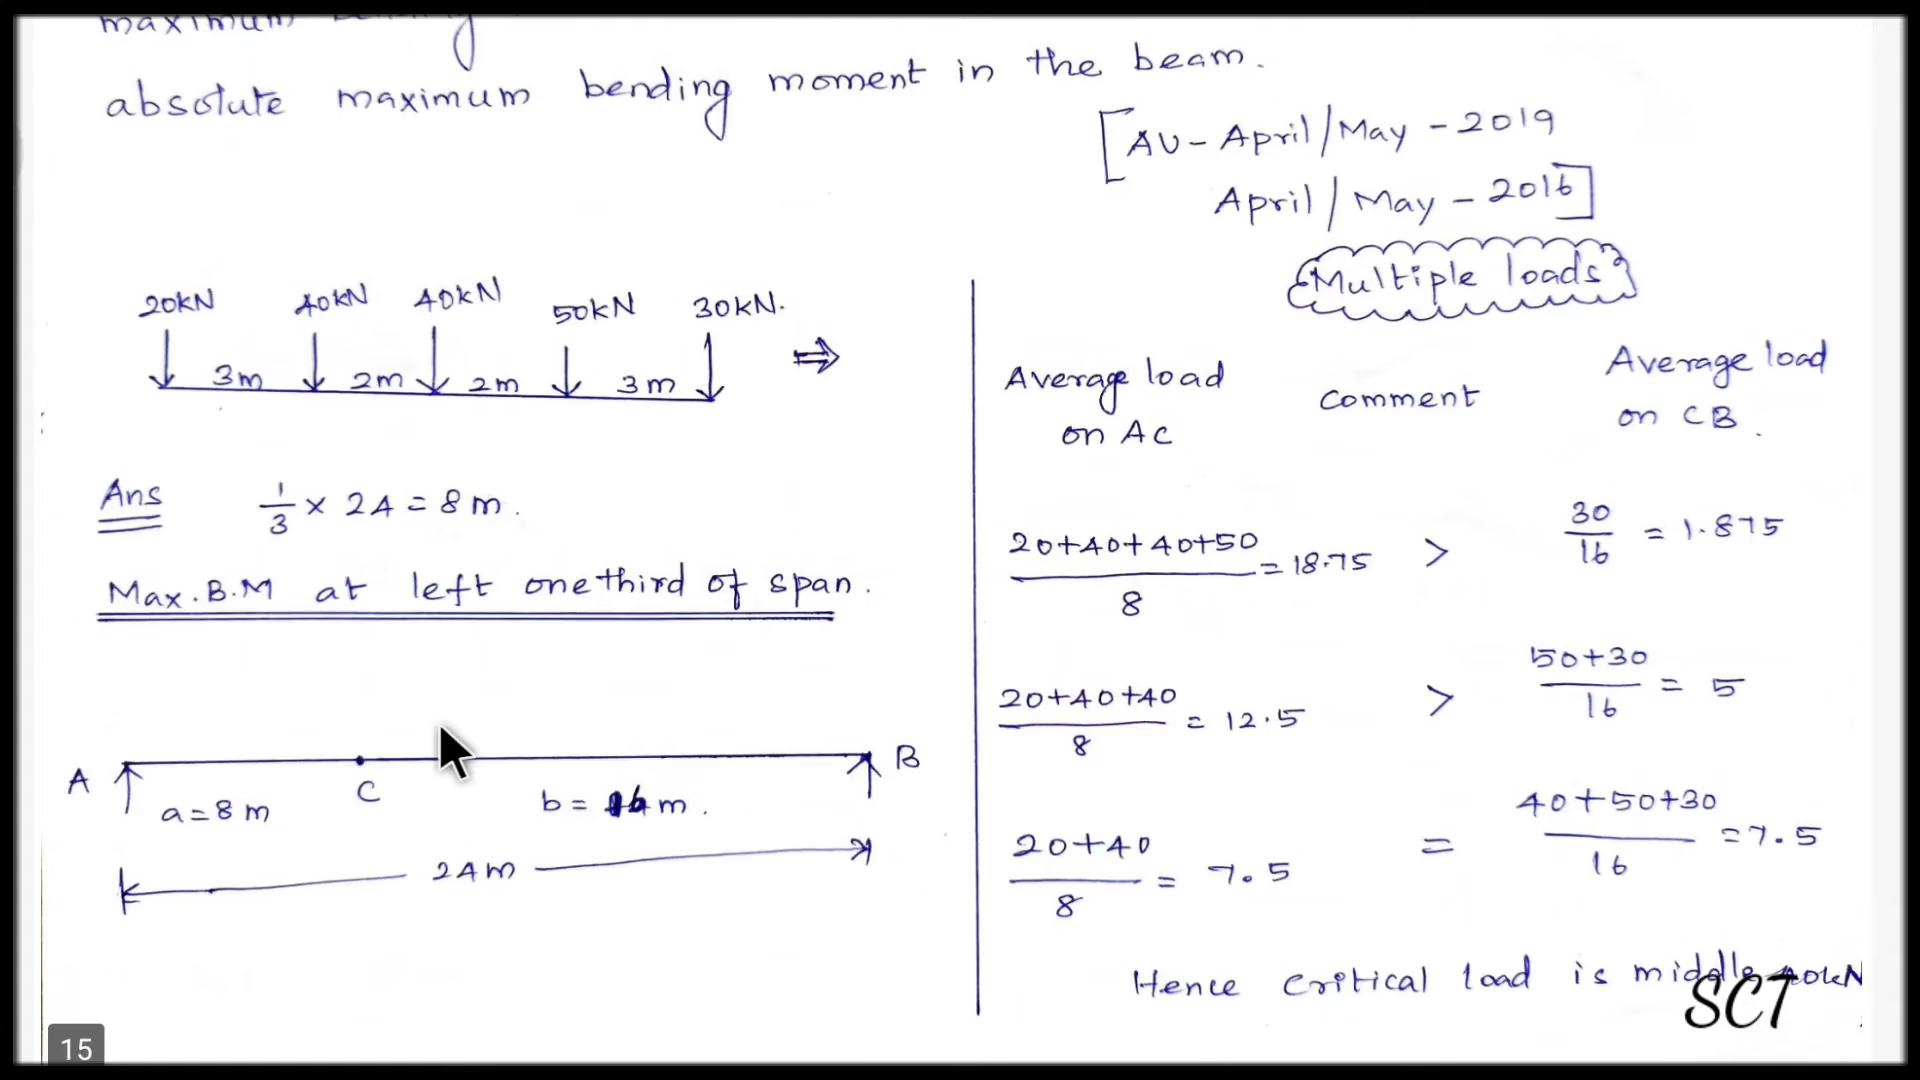 maximum
absolute maximum bending moment in the beam.
[AU - April/May - 2019
April/May - 2016]
Multiple loads
20kN 40kN 40kN 50kN 30kN.
3m 2m 2m 3m ⇒
Ans 1/3 × 24 = 8m.
Max. B.M at left one third of span.
A B
C
a = 8m b = 16m.
24m
Average load on AC
comment
Average load on CB.
20+40+40+50/8 = 18.75 > 30/16 = 1.875
20+40+40/8 = 12.5 > 50+30/16 = 5
20+40/8 = 7.5 = 40+50+30/16 = 7.5
Hence critical load is middle 40kN
SCT
15